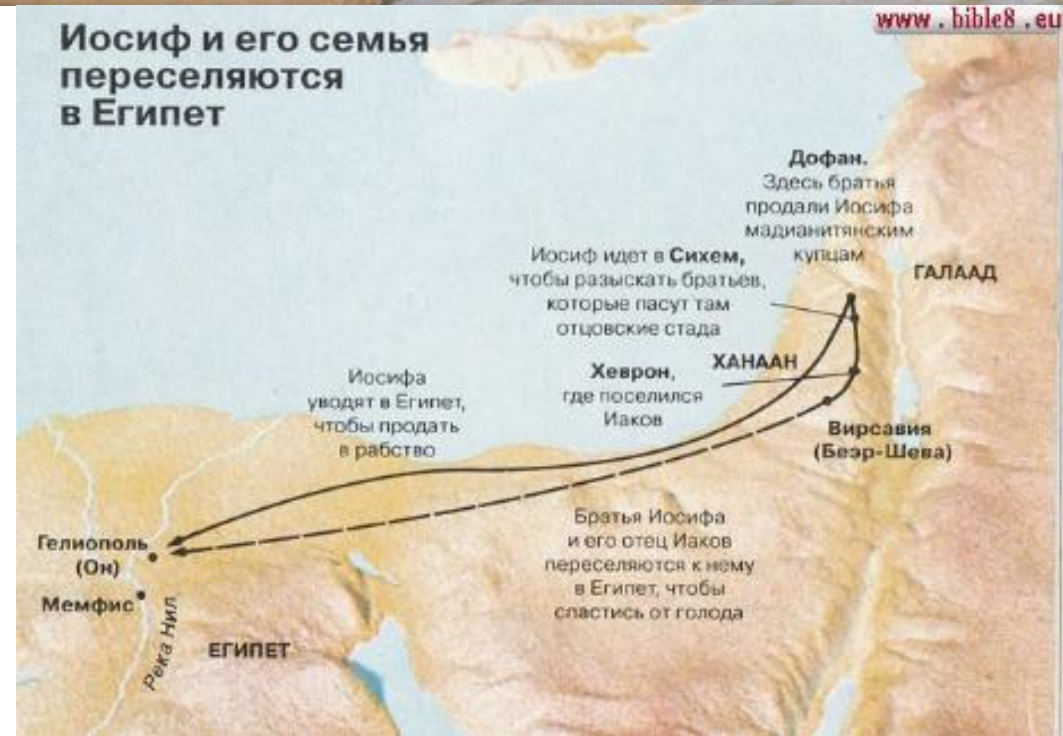 www . bible8 . eu
Иосиф и его семья
переселяются
в Египет
Дофан.
Здесь братья
продали Иосифа
мадианитянским
купцам
Иосиф идет в Сихем,
чтобы разыскать братьев,
которые пасут там
отцовские стада
ГАЛААД
ХАНААН
Хеврон,
где поселился
Иаков
Иосифа
уводят в Египет,
чтобы продать
в рабство
Вирсавия
(Беэр-Шева)
Братья Иосифа
и его отец Иаков
переселяются к нему
в Египет, чтобы
спастись от голода
Гелиополь
(Он)
Мемфис
Река Нил
ЕГИПЕТ